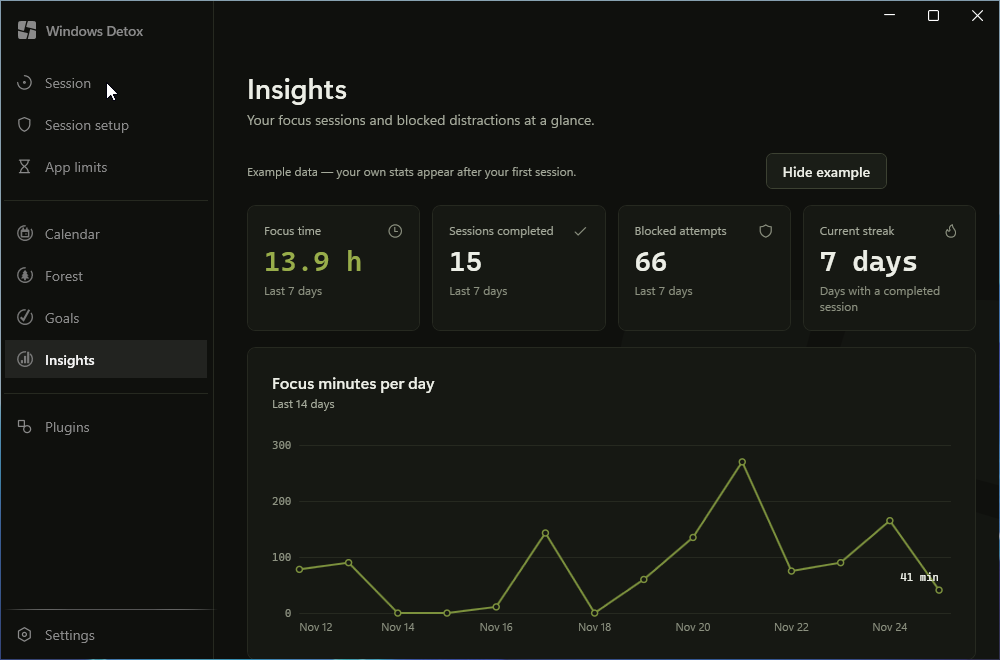 Windows Detox
Session
Session setup
App limits
Calendar
Forest
Goals
Insights
Plugins
Settings
Insights
Your focus sessions and blocked distractions at a glance.
Example data — your own stats appear after your first session.
Hide example
Focus time
13.9 h
Last 7 days
Sessions completed
15
Last 7 days
Blocked attempts
66
Last 7 days
Current streak
7 days
Days with a completed
session
Focus minutes per day
Last 14 days
300
200
100
0
41 min
Nov 12 Nov 14 Nov 16 Nov 18 Nov 20 Nov 22 Nov 24